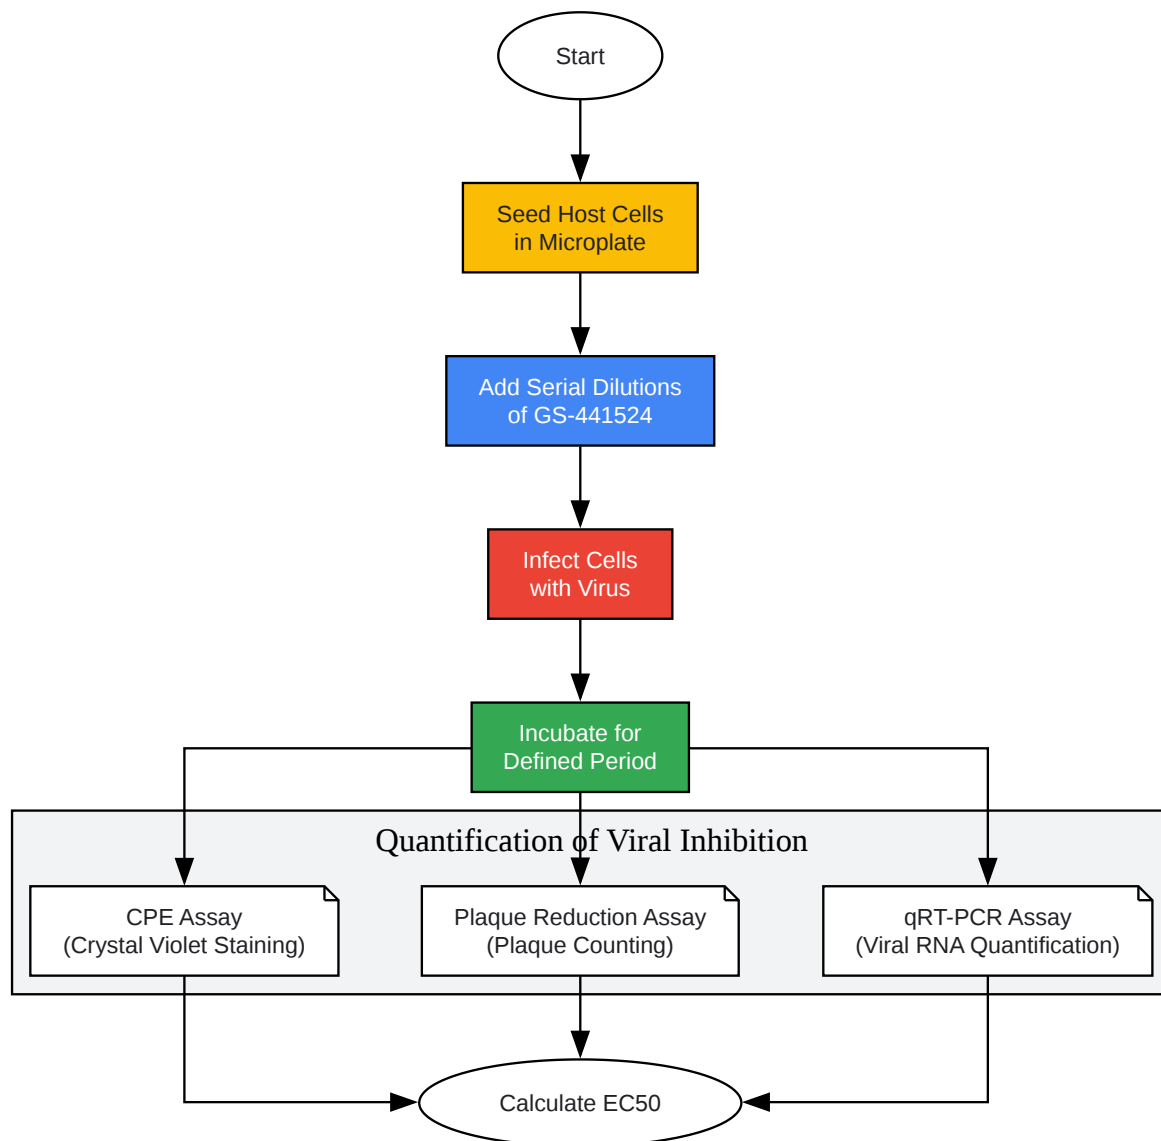 Start
Seed Host Cells
in Microplate
Add Serial Dilutions
of GS-441524
Infect Cells
with Virus
Incubate for
Defined Period
Quantification of Viral Inhibition
CPE Assay
(Crystal Violet Staining)
Plaque Reduction Assay
(Plaque Counting)
qRT-PCR Assay
(Viral RNA Quantification)
Calculate EC50